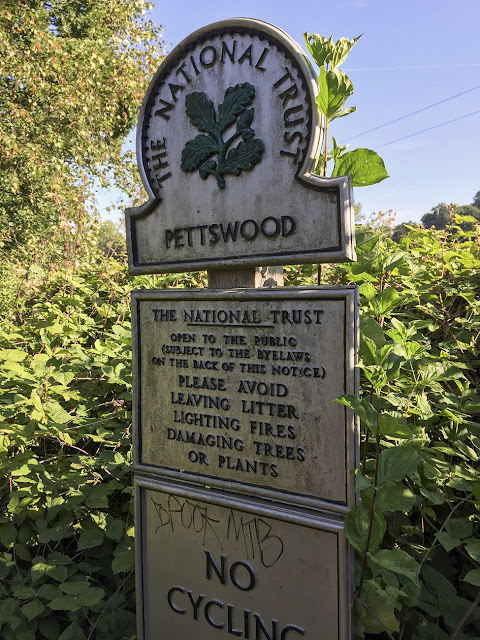 THE NATIONAL TRUST
PETTSWOOD
THE NATIONAL TRUST
OPEN TO THE PUBLIC
(SUBJECT TO THE BYELAWS
ON THE BACK OF THIS NOTICE)
PLEASE AVOID
LEAVING LITTER
LIGHTING FIRES
DAMAGING TREES
OR PLANTS
NO
CYCLING